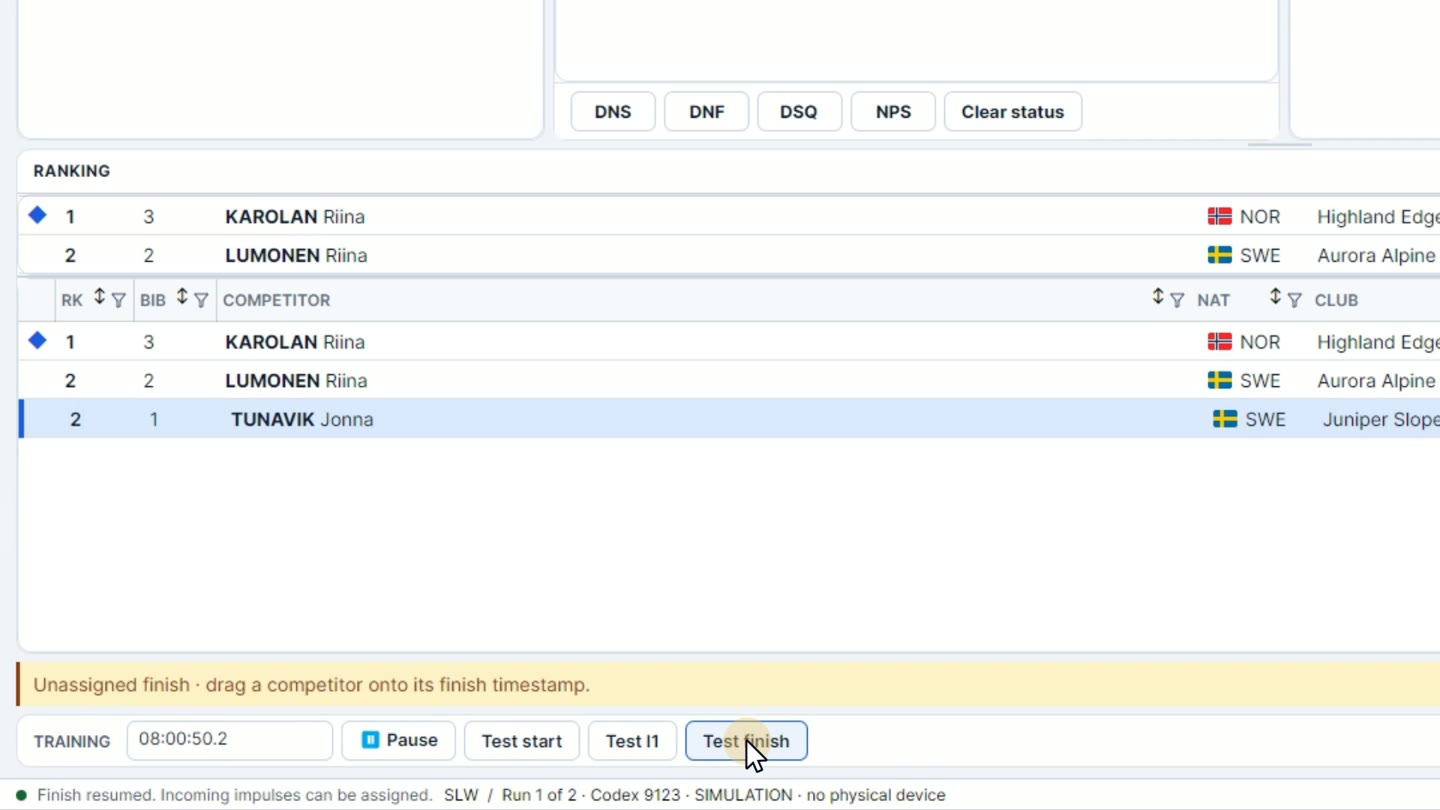 DNS DNF DSQ NPS Clear status
RANKING
1 3 KAROLAN Riina NOR Highland Edge
2 2 LUMONEN Riina SWE Aurora Alpine
RK BIB COMPETITOR NAT CLUB
1 3 KAROLAN Riina NOR Highland Edge
2 2 LUMONEN Riina SWE Aurora Alpine
2 1 TUNAVIK Jonna SWE Juniper Slope
Unassigned finish · drag a competitor onto its finish timestamp.
TRAINING 08:00:50.2 Pause Test start Test I1 Test finish
Finish resumed. Incoming impulses can be assigned. SLW / Run 1 of 2 · Codex 9123 · SIMULATION · no physical device